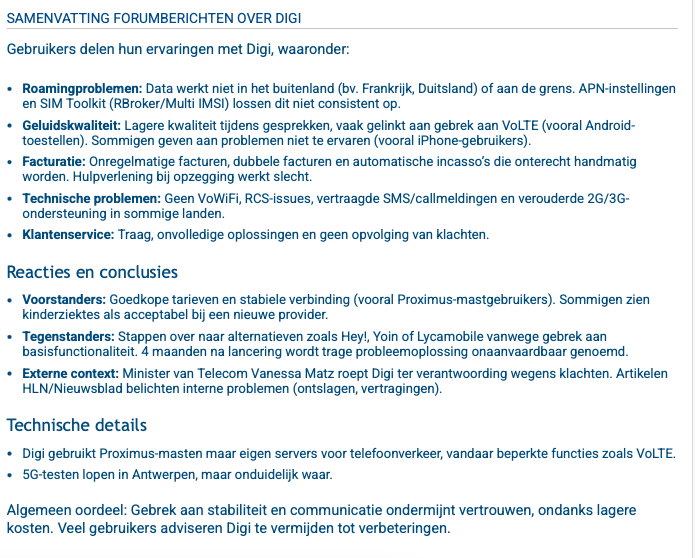 SAMENVATTING FORUMBERICHTEN OVER DIGI
Gebruikers delen hun ervaringen met Digi, waaronder:
• Roamingproblemen: Data werkt niet in het buitenland (bv. Frankrijk, Duitsland) of aan de grens. APN-instellingen
en SIM Toolkit (RBroker/Multi IMSI) lossen dit niet consistent op.
• Geluidskwaliteit: Lagere kwaliteit tijdens gesprekken, vaak gelinkt aan gebrek aan VoLTE (vooral Android-
toestellen). Sommigen geven aan problemen niet te ervaren (vooral iPhone-gebruikers).
• Facturatie: Onregelmatige facturen, dubbele facturen en automatische incasso’s die onterecht handmatig
worden. Hulpverlening bij opzegging werkt slecht.
• Technische problemen: Geen VoWiFi, RCS-issues, vertraagde SMS/callmeldingen en verouderde 2G/3G-
ondersteuning in sommige landen.
• Klantenservice: Traag, onvolledige oplossingen en geen opvolging van klachten.
Reacties en conclusies
• Voorstanders: Goedkope tarieven en stabiele verbinding (vooral Proximus-mastgebruikers). Sommigen zien
kinderziektes als acceptabel bij een nieuwe provider.
• Tegenstanders: Stappen over naar alternatieven zoals Hey!, Yoin of Lycamobile vanwege gebrek aan
basisfunctionaliteit. 4 maanden na lancering wordt trage probleemoplossing onaanvaardbaar genoemd.
• Externe context: Minister van Telecom Vanessa Matz roept Digi ter verantwoording wegens klachten. Artikelen
HLN/Nieuwsblad belichten interne problemen (ontslagen, vertragingen).
Technische details
• Digi gebruikt Proximus-masten maar eigen servers voor telefoonverkeer, vandaar beperkte functies zoals VoLTE.
• 5G-testen lopen in Antwerpen, maar onduidelijk waar.
Algemeen oordeel: Gebrek aan stabiliteit en communicatie ondermijnt vertrouwen, ondanks lagere
kosten. Veel gebruikers adviseren Digi te vermijden tot verbeteringen.